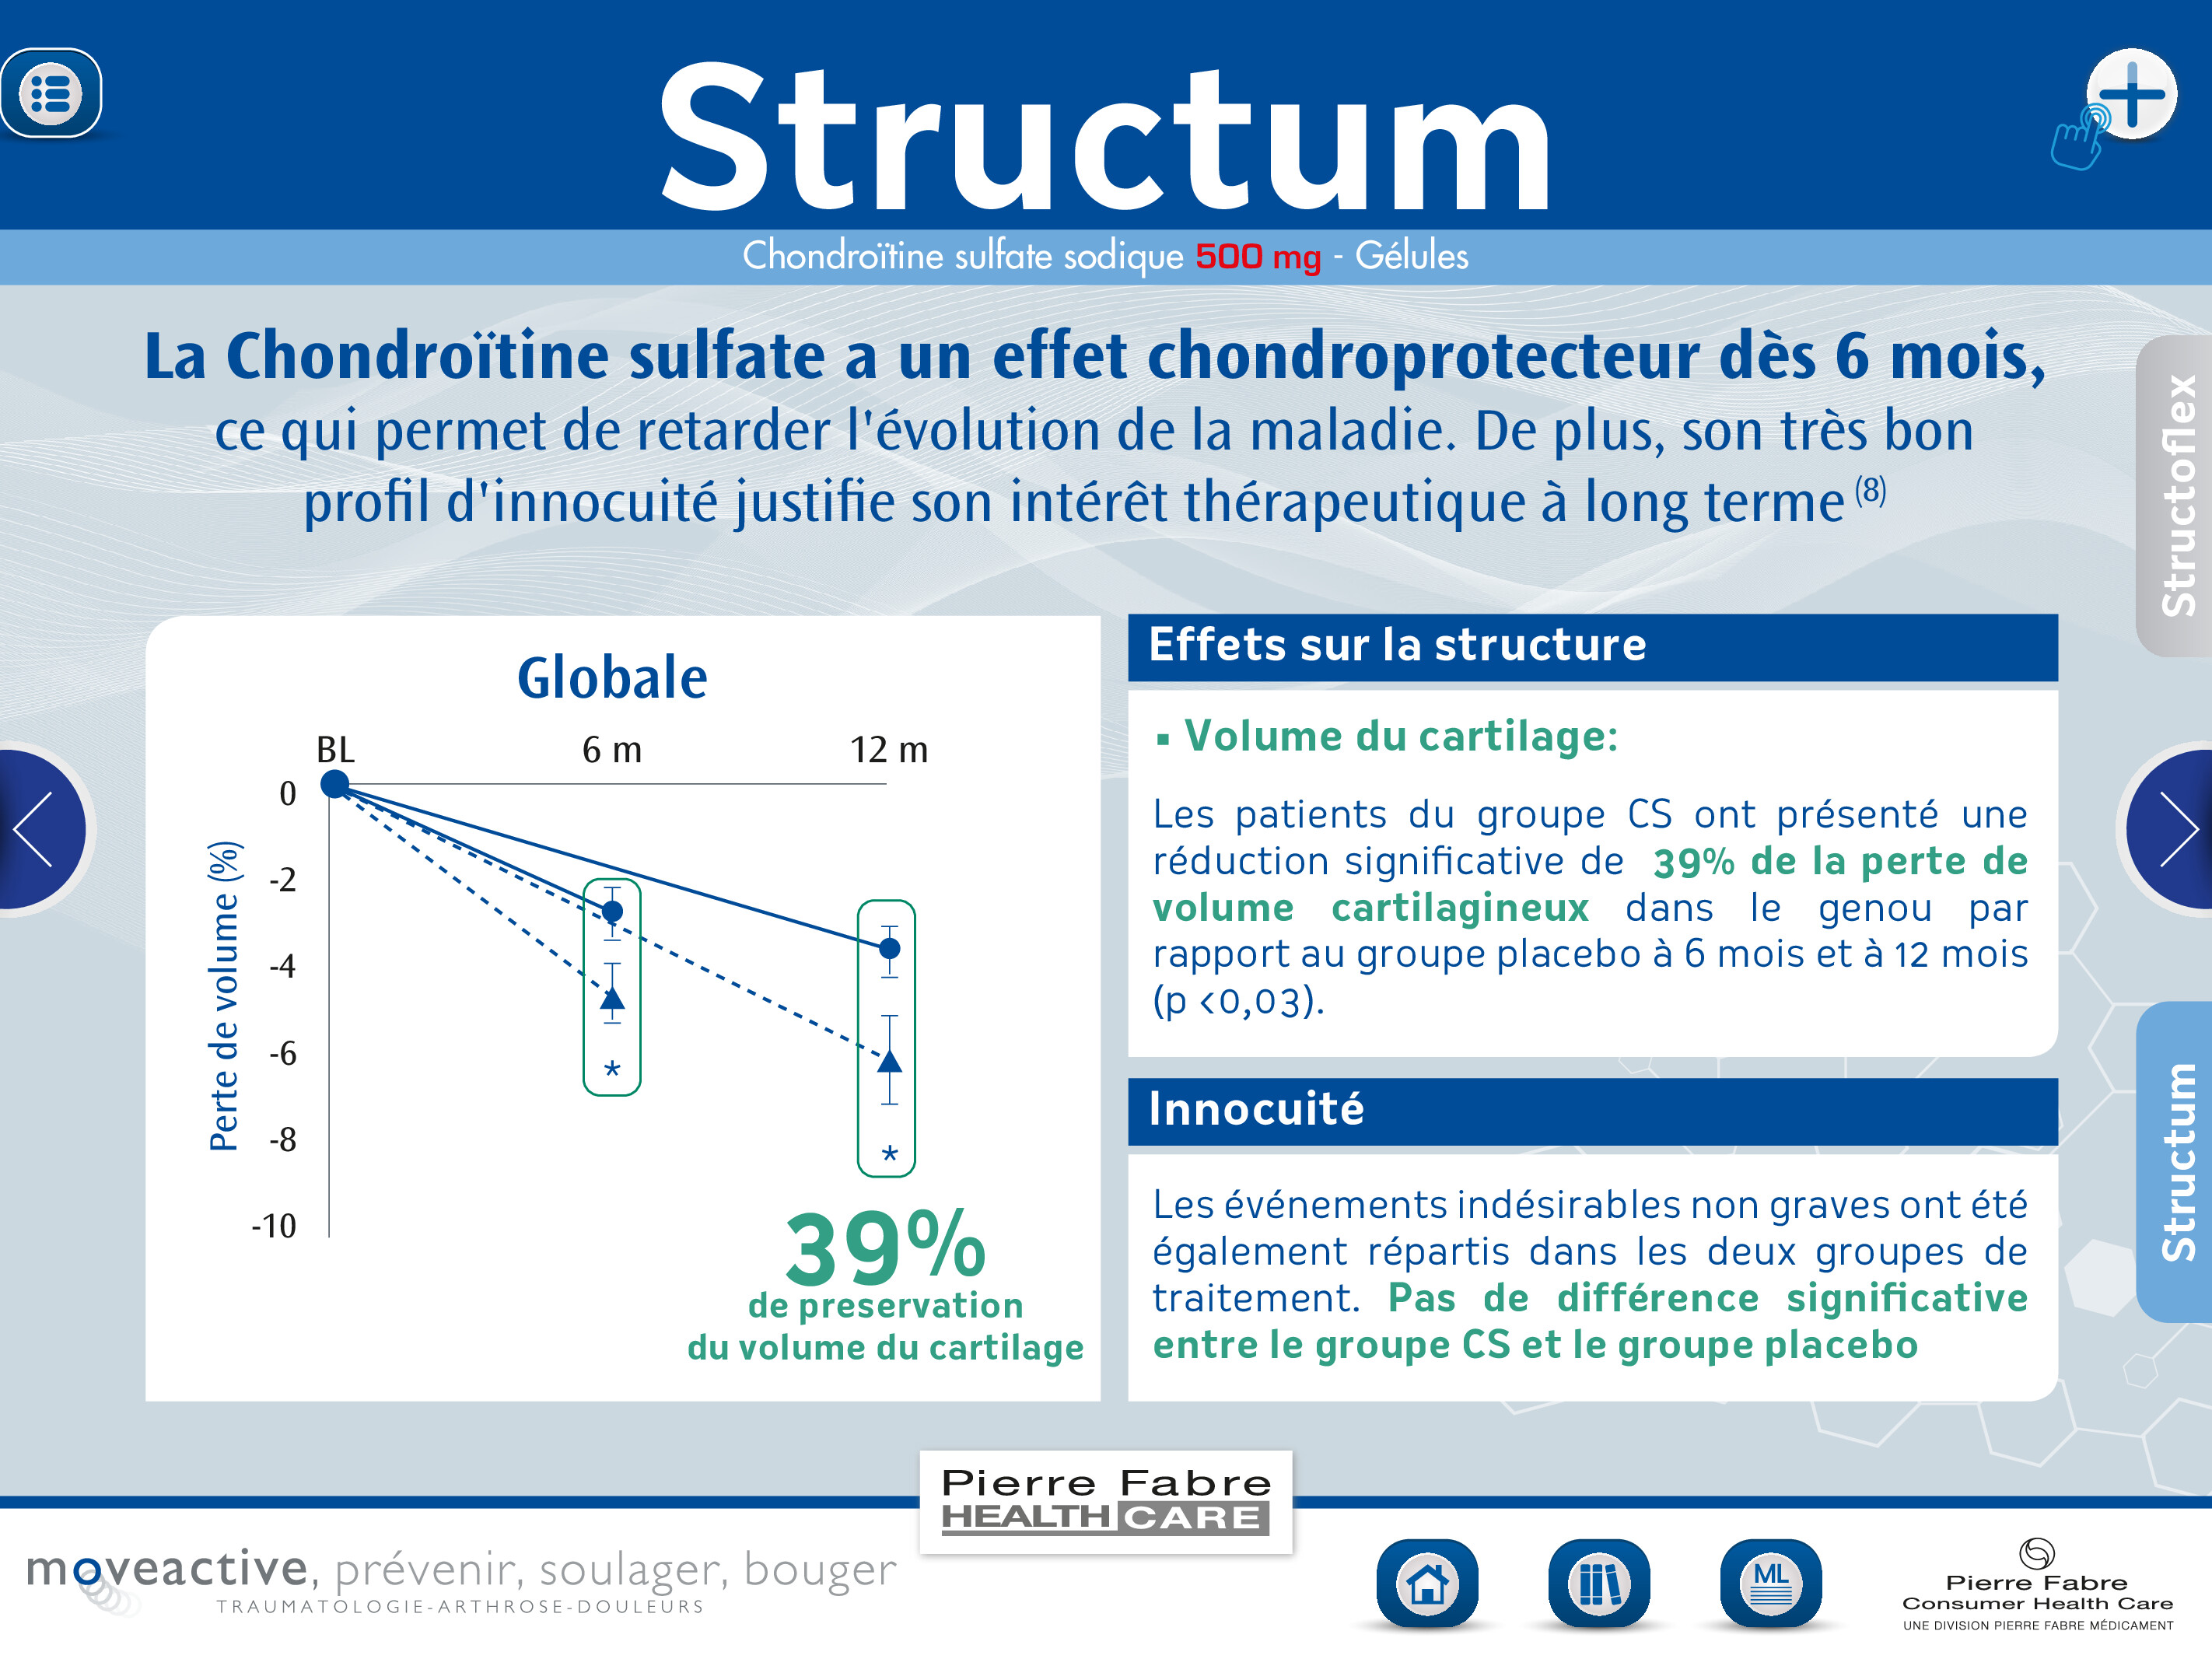 Structum
Chondroïtine sulfate sodique 500 mg - Gélules
La Chondroïtine sulfate a un effet chondroprotecteur dès 6 mois,
ce qui permet de retarder l'évolution de la maladie. De plus, son très bon
profil d'innocuité justifie son intérêt thérapeutique à long terme (8)
Structoflex
Structum
Globale
BL 6 m 12 m
0
-2
-4
-6
-8
-10
Perte de volume (%)
*
*
39%
de preservation
du volume du cartilage
Effets sur la structure
▪ Volume du cartilage:
Les patients du groupe CS ont présenté une
réduction significative de 39% de la perte de
volume cartilagineux dans le genou par
rapport au groupe placebo à 6 mois et à 12 mois
(p <0,03).
Innocuité
Les événements indésirables non graves ont été
également répartis dans les deux groupes de
traitement. Pas de différence significative
entre le groupe CS et le groupe placebo
Pierre Fabre
HEALTH CARE
moveactive, prévenir, soulager, bouger
TRAUMATOLOGIE-ARTHROSE-DOULEURS
ML
Pierre Fabre
Consumer Health Care
UNE DIVISION PIERRE FABRE MÉDICAMENT